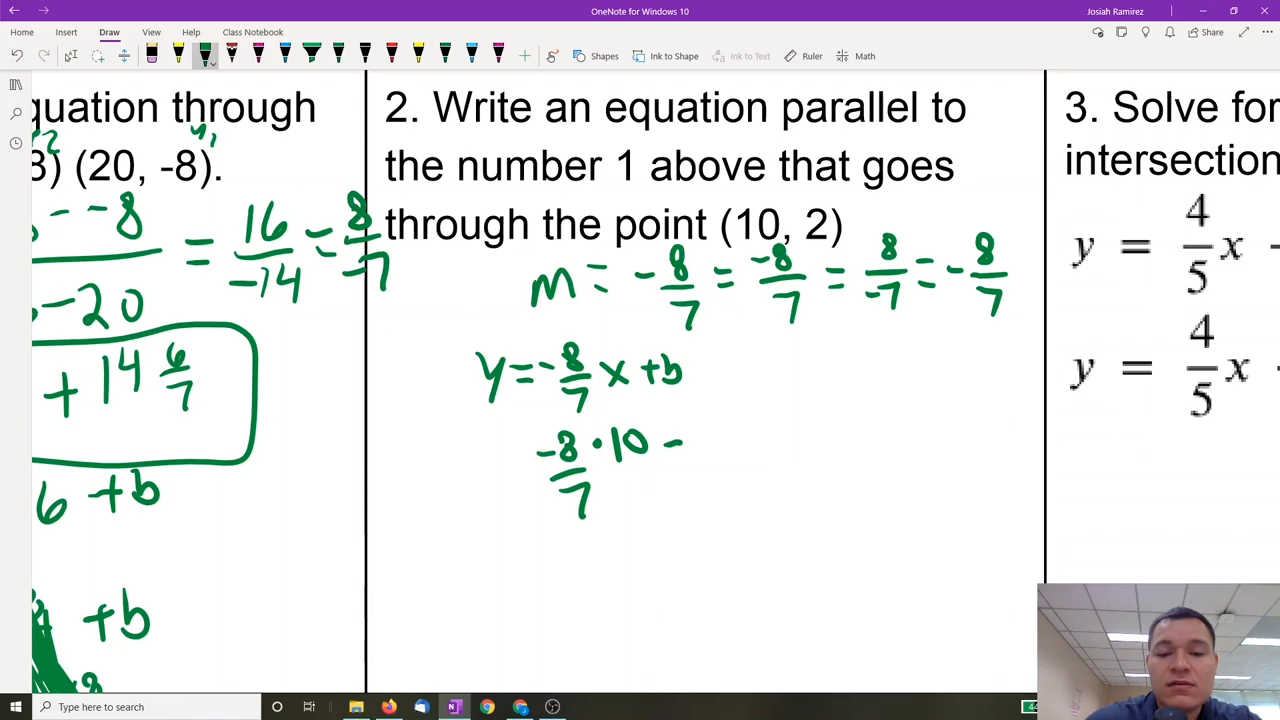 OneNote for Windows 10
Josiah Ramirez
Home Insert Draw View Help Class Notebook
Share
Shapes Ink to Shape Ink to Text Ruler Math
quation through
8) (20, -8).
y₁
- -8
-20
= 16/-14 = 8/-7
+ 14 6/7
6 + b
+ b
2. Write an equation parallel to
the number 1 above that goes
through the point (10, 2)
m = -8/7 = -8/7 = 8/-7 = -8/7
y = -8/7 x + b
-8/7 • 10 -
3. Solve for
intersection
y = 4/5 x -
y = 4/5 x -
Type here to search